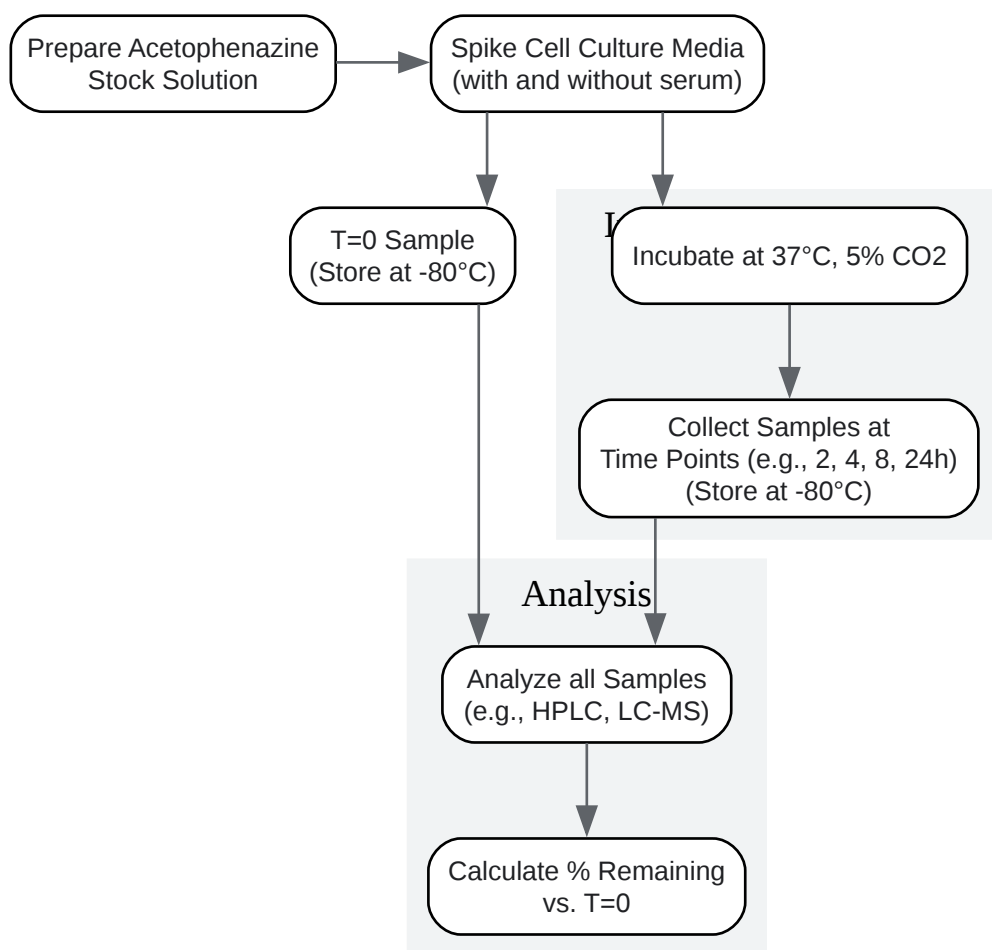 Prepare Acetophenazine
Stock Solution
Spike Cell Culture Media
(with and without serum)
T=0 Sample
(Store at -80°C)
Incubate at 37°C, 5% CO2
Collect Samples at
Time Points (e.g., 2, 4, 8, 24h)
(Store at -80°C)
Analysis
Analyze all Samples
(e.g., HPLC, LC-MS)
Calculate % Remaining
vs. T=0